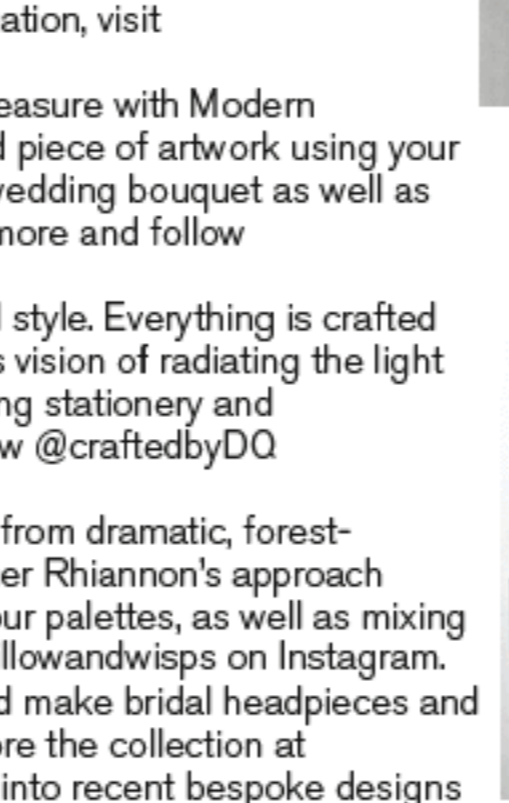 ation, visit
easure with Modern
d piece of artwork using your
wedding bouquet as well as
more and follow
l style. Everything is crafted
s vision of radiating the light
ng stationery and
w @craftedbyDQ
from dramatic, forest-
er Rhiannon's approach
our palettes, as well as mixing
llowandwisps on Instagram.
d make bridal headpieces and
ore the collection at
into recent bespoke designs